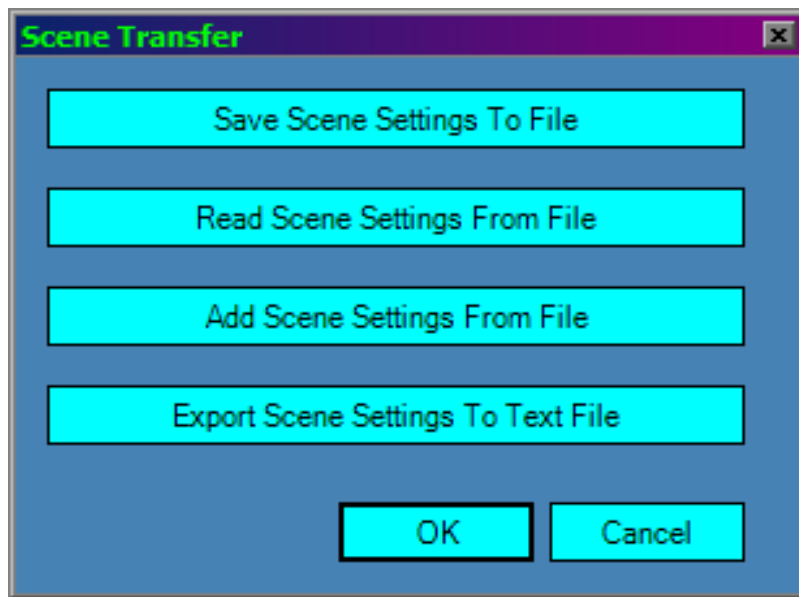 Scene Transfer
Save Scene Settings To File
Read Scene Settings From File
Add Scene Settings From File
Export Scene Settings To Text File
OK Cancel